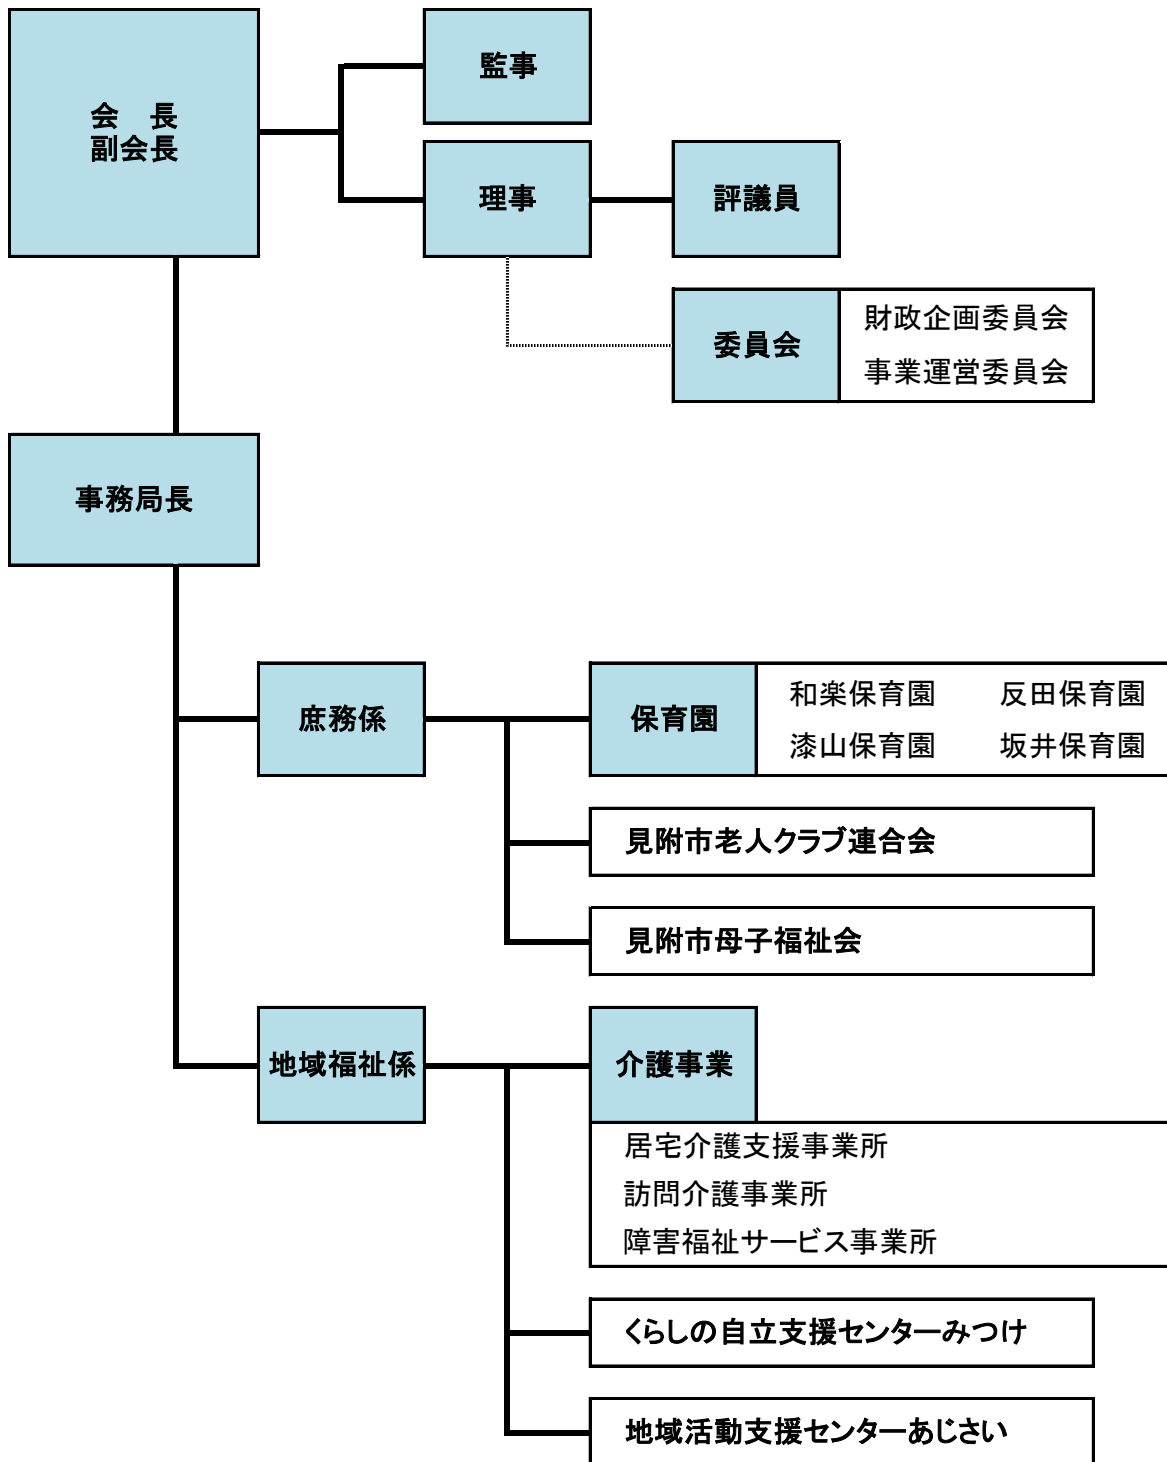 会　長
副会長
監事
理事
評議員
委員会
財政企画委員会
事業運営委員会
事務局長
庶務係
保育園
和楽保育園　　反田保育園
漆山保育園　　坂井保育園
見附市老人クラブ連合会
見附市母子福祉会
地域福祉係
介護事業
居宅介護支援事業所
訪問介護事業所
障害福祉サービス事業所
くらしの自立支援センターみつけ
地域活動支援センターあじさい